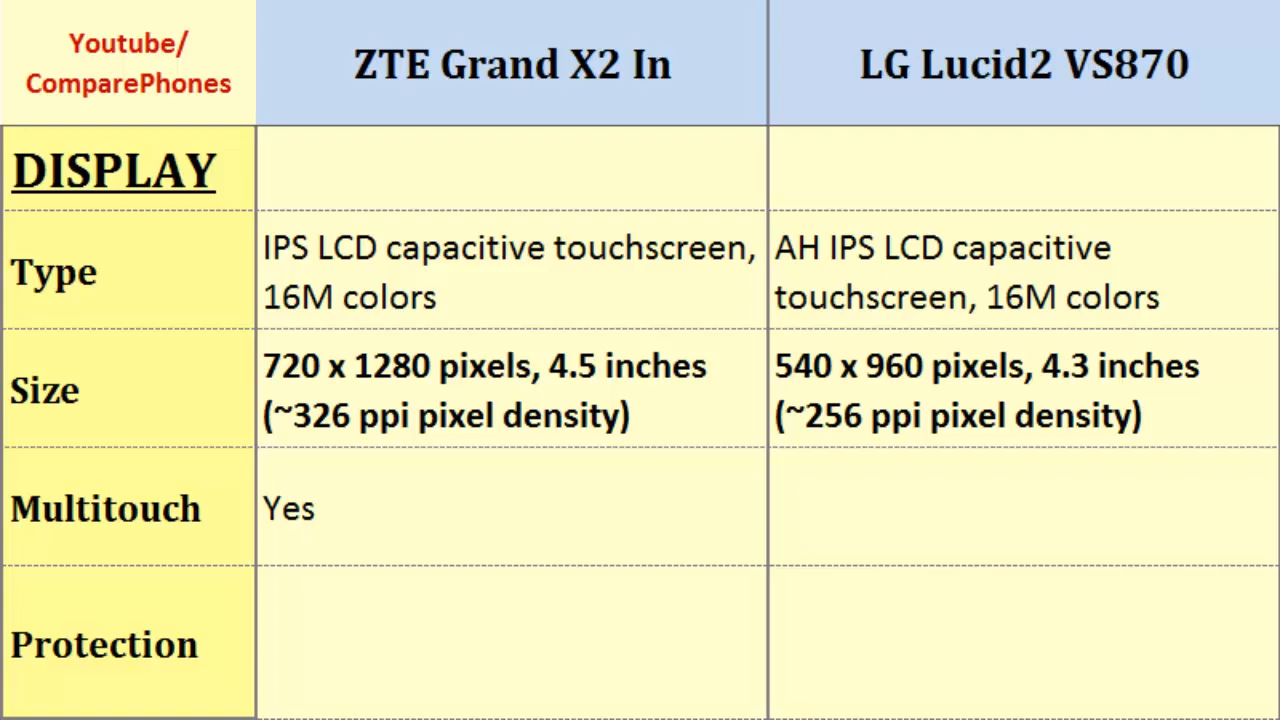 Youtube/
ComparePhones
ZTE Grand X2 In
LG Lucid2 VS870
DISPLAY
Type
IPS LCD capacitive touchscreen,
16M colors
AH IPS LCD capacitive
touchscreen, 16M colors
Size
720 x 1280 pixels, 4.5 inches
(~326 ppi pixel density)
540 x 960 pixels, 4.3 inches
(~256 ppi pixel density)
Multitouch
Yes
Protection